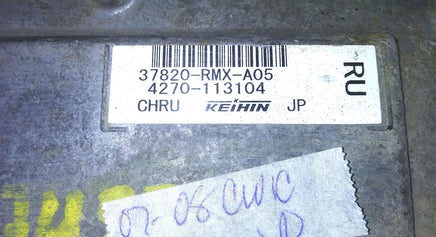 37820-RMX-A05
4270-113104
CHRU KEIHIN JP
RU
07-08 CIVIC